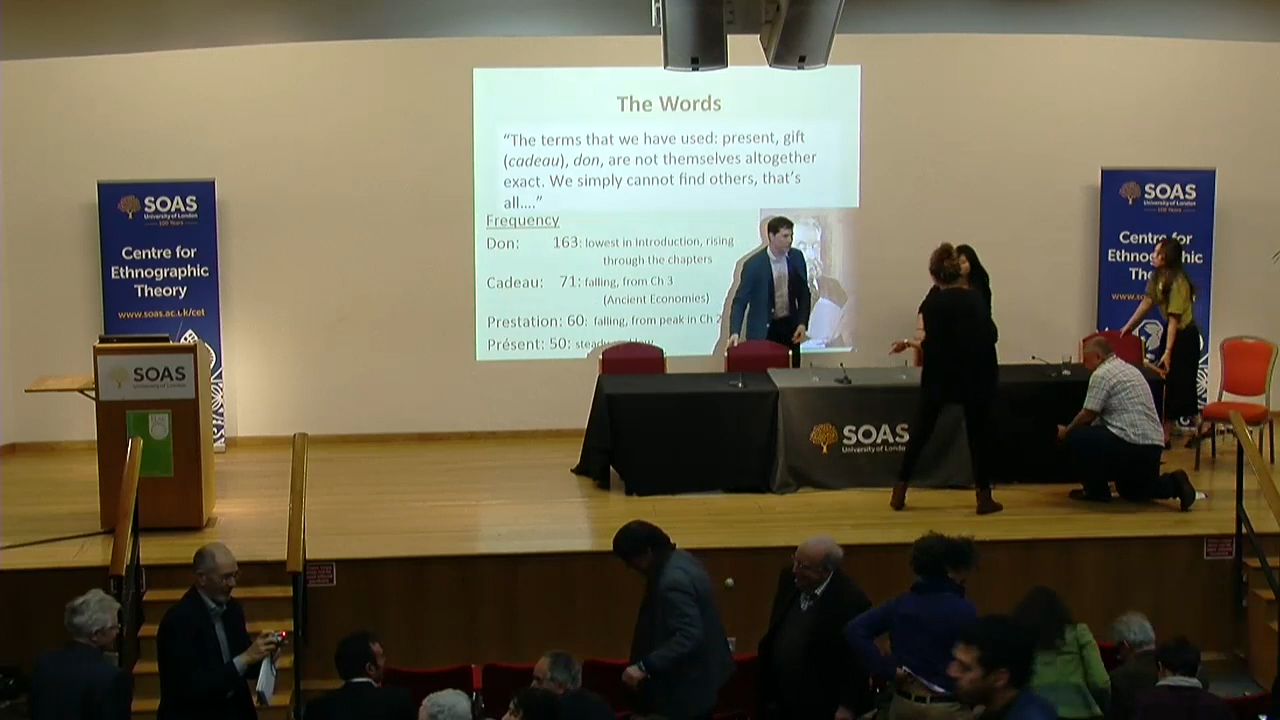 The Words
“The terms that we have used: present, gift
(cadeau), don, are not themselves altogether
exact. We simply cannot find others, that’s
all....”
Frequency
Don: 163: lowest in Introduction, rising
through the chapters
Cadeau: 71: falling, from Ch 3
(Ancient Economies)
Prestation: 60: falling, from peak in Ch 2
Présent: 50:
SOAS
University of London
100 Years
Centre for
Ethnographic
Theory
www.soas.ac.uk/cet
SOAS
University of London
SOAS
SOAS
University of London
100 Years
Centre for
Ethnographic